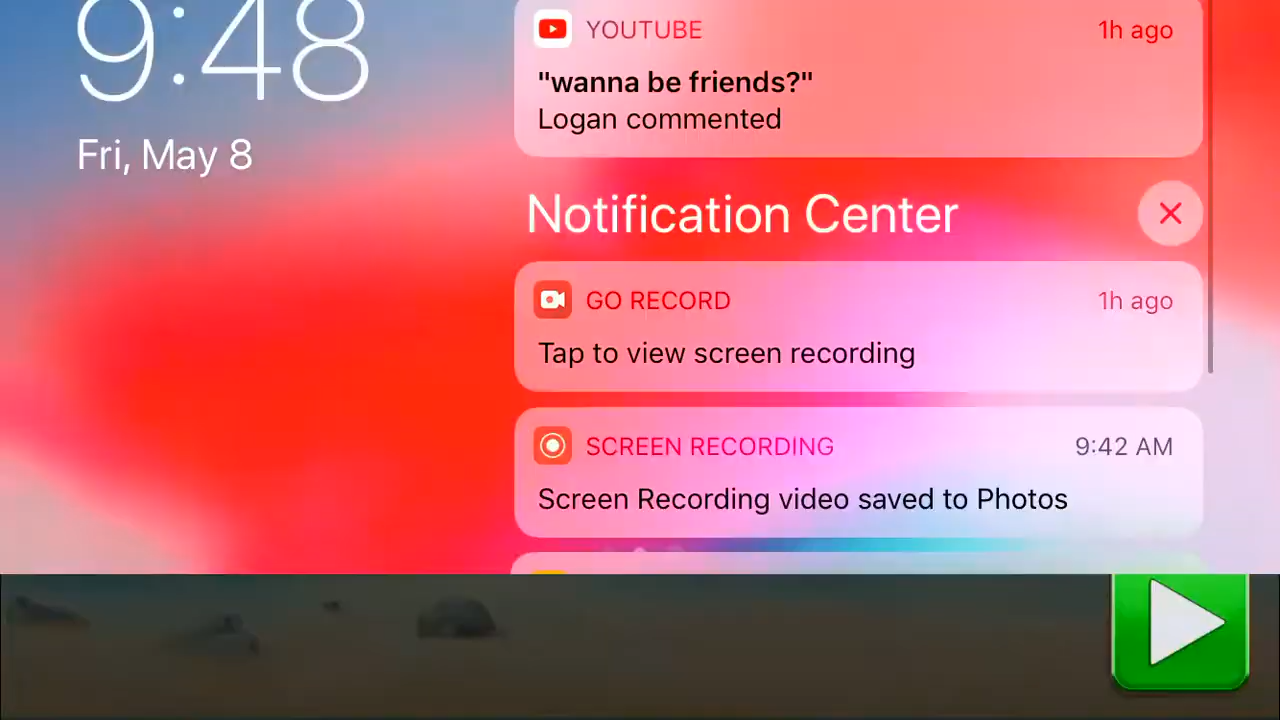 9:48
Fri, May 8
YOUTUBE
1h ago
"wanna be friends?"
Logan commented
Notification Center
GO RECORD
1h ago
Tap to view screen recording
SCREEN RECORDING
9:42 AM
Screen Recording video saved to Photos